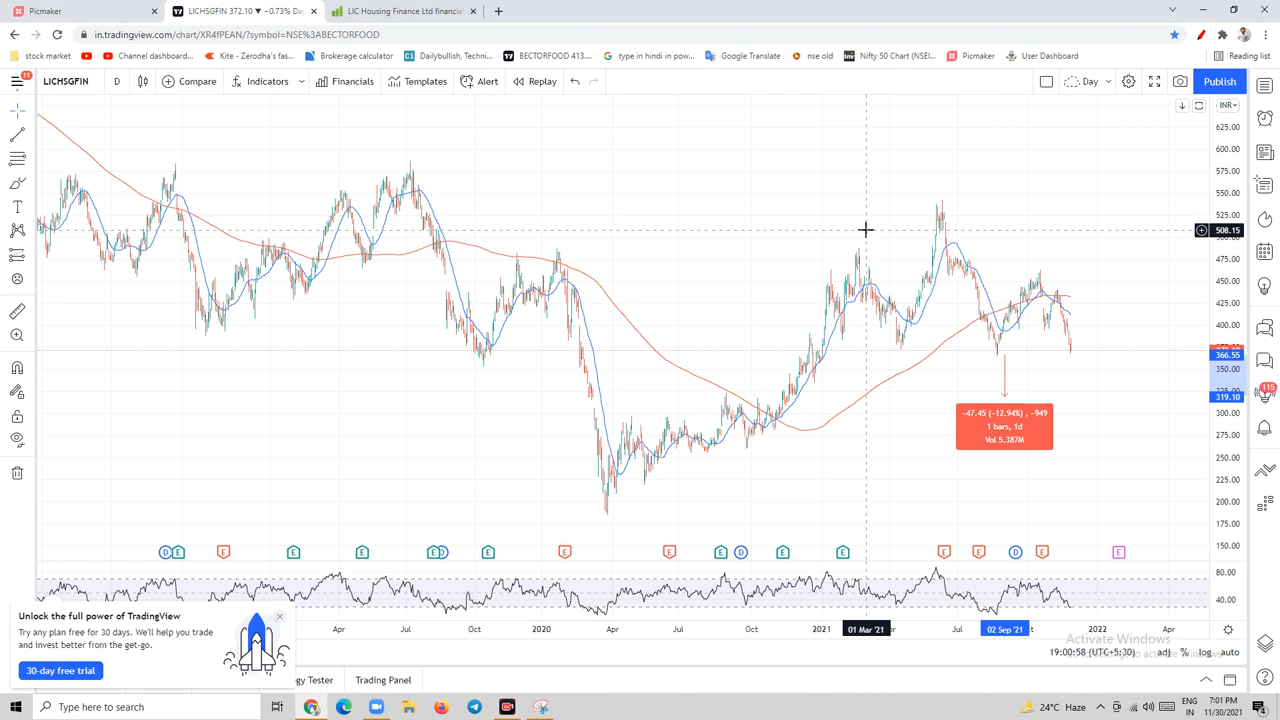 Picmaker
LICHSGFIN 372.10 ▼ −0.73% Da
LIC Housing Finance Ltd financial
in.tradingview.com/chart/XR4fPEAN/?symbol=NSE%3ABECTORFOOD
stock market
Channel dashboard...
Kite - Zerodha's fas...
Brokerage calculator
Dailybullish, Techni...
BECTORFOOD 413...
type in hindi in pow...
Google Translate
nse old
Nifty 50 Chart (NSEI...
Picmaker
User Dashboard
Reading list
11
LICHSGFIN
D
Compare
Indicators
Financials
Templates
Alert
Replay
Day
Publish
INR
625.00
600.00
575.00
550.00
525.00
508.15
475.00
450.00
425.00
400.00
366.55
350.00
319.10
300.00
275.00
250.00
225.00
200.00
175.00
150.00
115
−47.45 (−12.94%) , −949
1 bars, 1d
Vol 5.387M
D E E E E E D E E E E D E E E E D E E
80.00
40.00
Unlock the full power of TradingView
Try any plan free for 30 days. We'll help you trade
and invest better from the get-go.
30-day free trial
Apr
Jul
Oct
2020
Apr
Jul
Oct
2021
01 Mar '21
Jul
02 Sep '21
2022
Apr
Activate Windows
19:00:58 (UTC+5:30)
adj
%
log
auto
Tester
Trading Panel
Type here to search
24°C Haze
ENG
IN
7:01 PM
11/30/2021
4